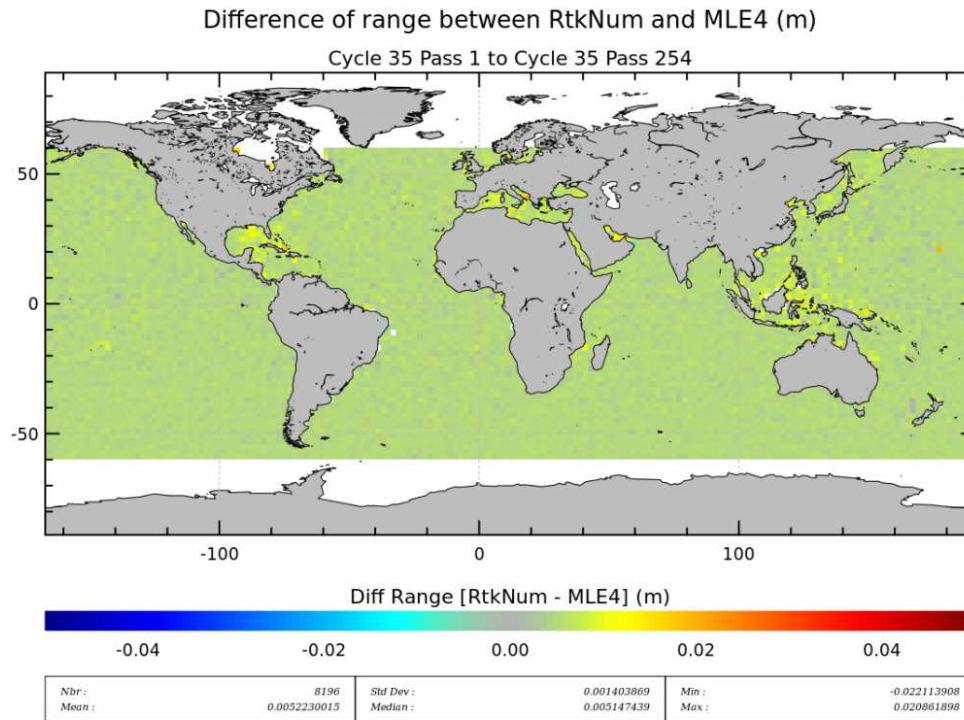 Difference of range between RtkNum and MLE4 (m)
Cycle 35 Pass 1 to Cycle 35 Pass 254
50
0
-50
-100 0 100
Diff Range [RtkNum - MLE4] (m)
-0.04 -0.02 0.00 0.02 0.04
Nbr : 8196 Std Dev : 0.001403869 Min : -0.022113908
Mean : 0.0052230015 Median : 0.005147439 Max : 0.020861898